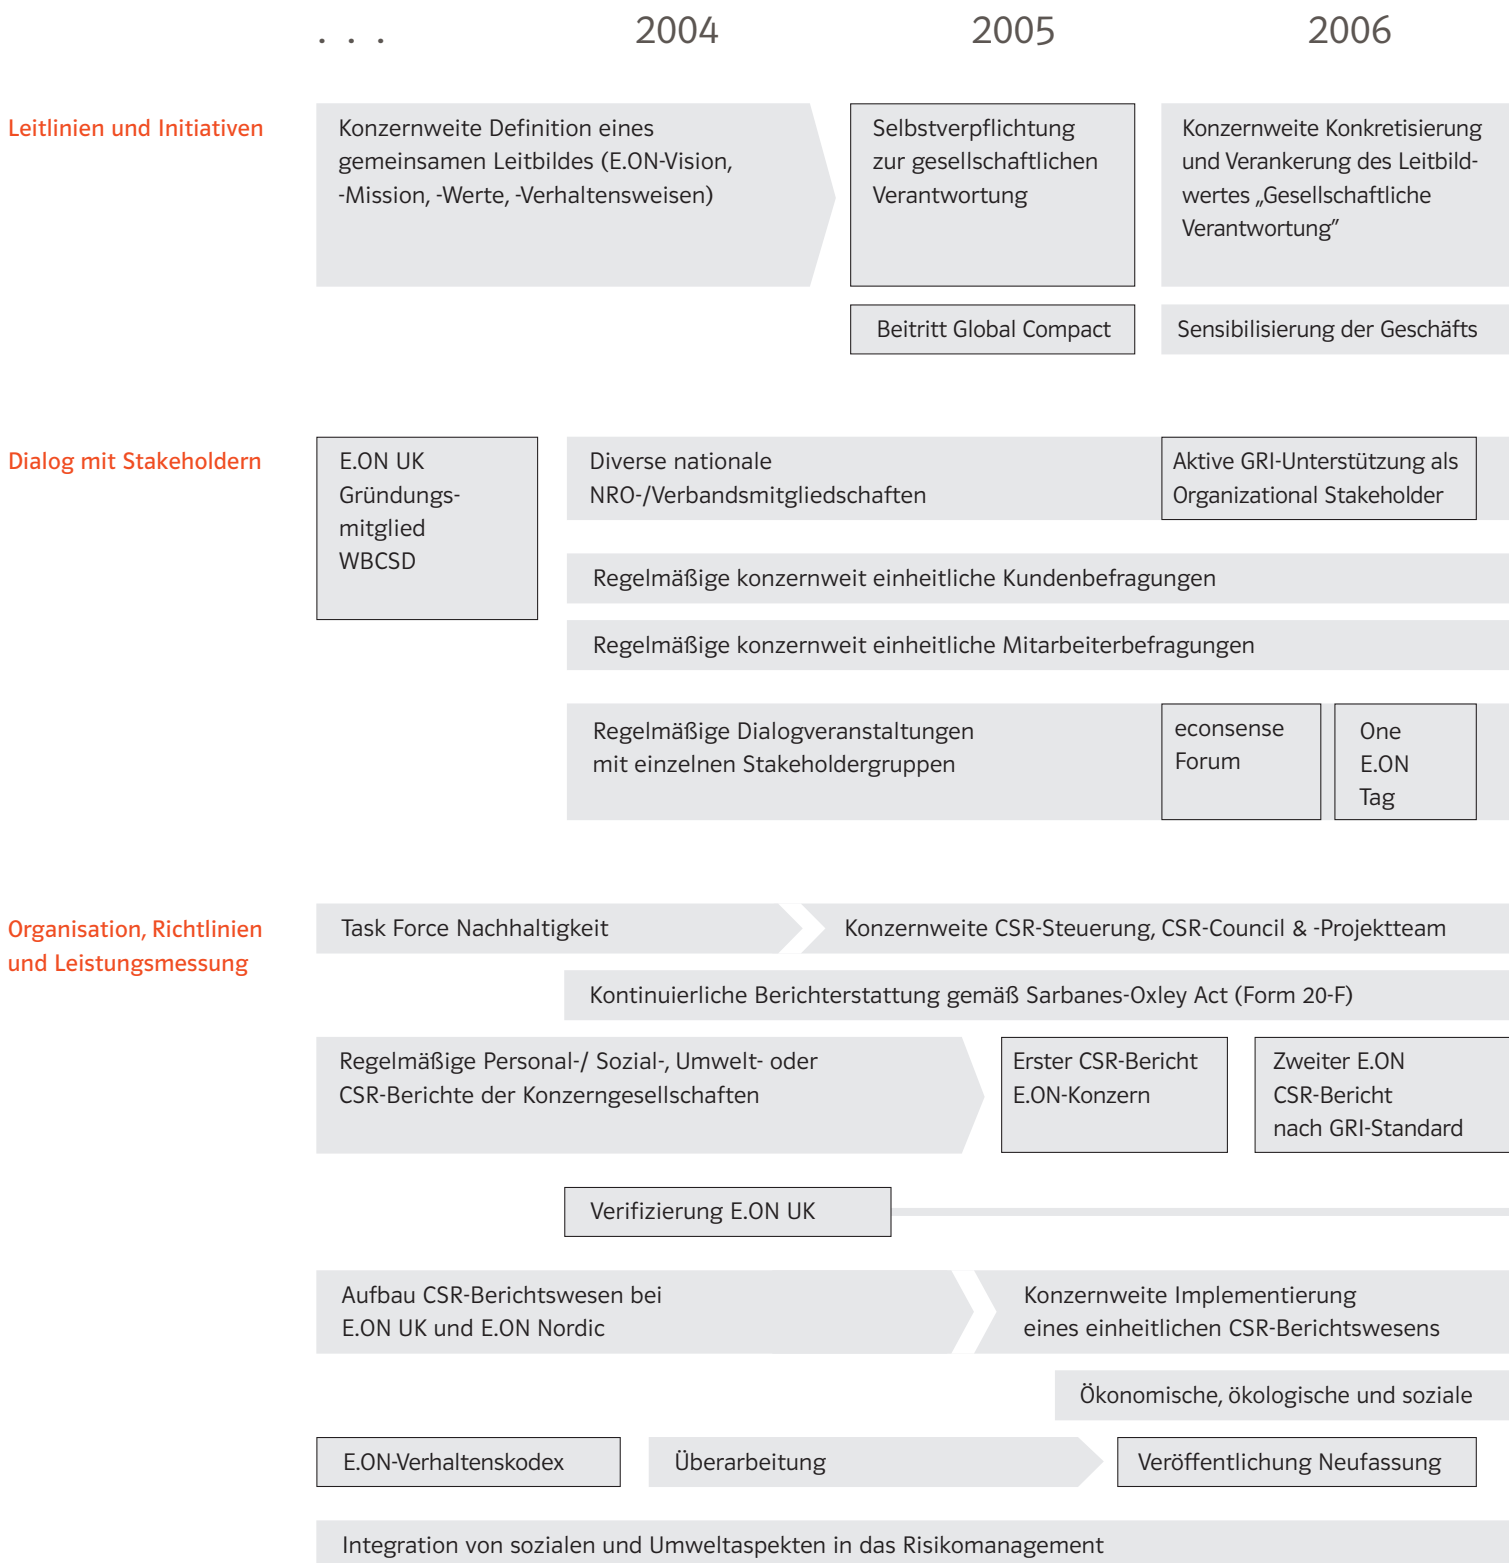 . . . 2004 2005 2006
Leitlinien und Initiativen
Konzernweite Definition eines
gemeinsamen Leitbildes (E.ON-Vision,
-Mission, -Werte, -Verhaltensweisen)
Selbstverpflichtung
zur gesellschaftlichen
Verantwortung
Konzernweite Konkretisierung
und Verankerung des Leitbild-
wertes „Gesellschaftliche
Verantwortung“
Beitritt Global Compact
Sensibilisierung der Geschäfts
Dialog mit Stakeholdern
E.ON UK
Gründungs-
mitglied
WBCSD
Diverse nationale
NRO-/Verbandsmitgliedschaften
Aktive GRI-Unterstützung als
Organizational Stakeholder
Regelmäßige konzernweit einheitliche Kundenbefragungen
Regelmäßige konzernweit einheitliche Mitarbeiterbefragungen
Regelmäßige Dialogveranstaltungen
mit einzelnen Stakeholdergruppen
econsense
Forum
One
E.ON
Tag
Organisation, Richtlinien
und Leistungsmessung
Task Force Nachhaltigkeit
Konzernweite CSR-Steuerung, CSR-Council & -Projektteam
Kontinuierliche Berichterstattung gemäß Sarbanes-Oxley Act (Form 20-F)
Regelmäßige Personal-/ Sozial-, Umwelt- oder
CSR-Berichte der Konzerngesellschaften
Erster CSR-Bericht
E.ON-Konzern
Zweiter E.ON
CSR-Bericht
nach GRI-Standard
Verifizierung E.ON UK
Aufbau CSR-Berichtswesen bei
E.ON UK und E.ON Nordic
Konzernweite Implementierung
eines einheitlichen CSR-Berichtswesens
Ökonomische, ökologische und soziale
E.ON-Verhaltenskodex
Überarbeitung
Veröffentlichung Neufassung
Integration von sozialen und Umweltaspekten in das Risikomanagement